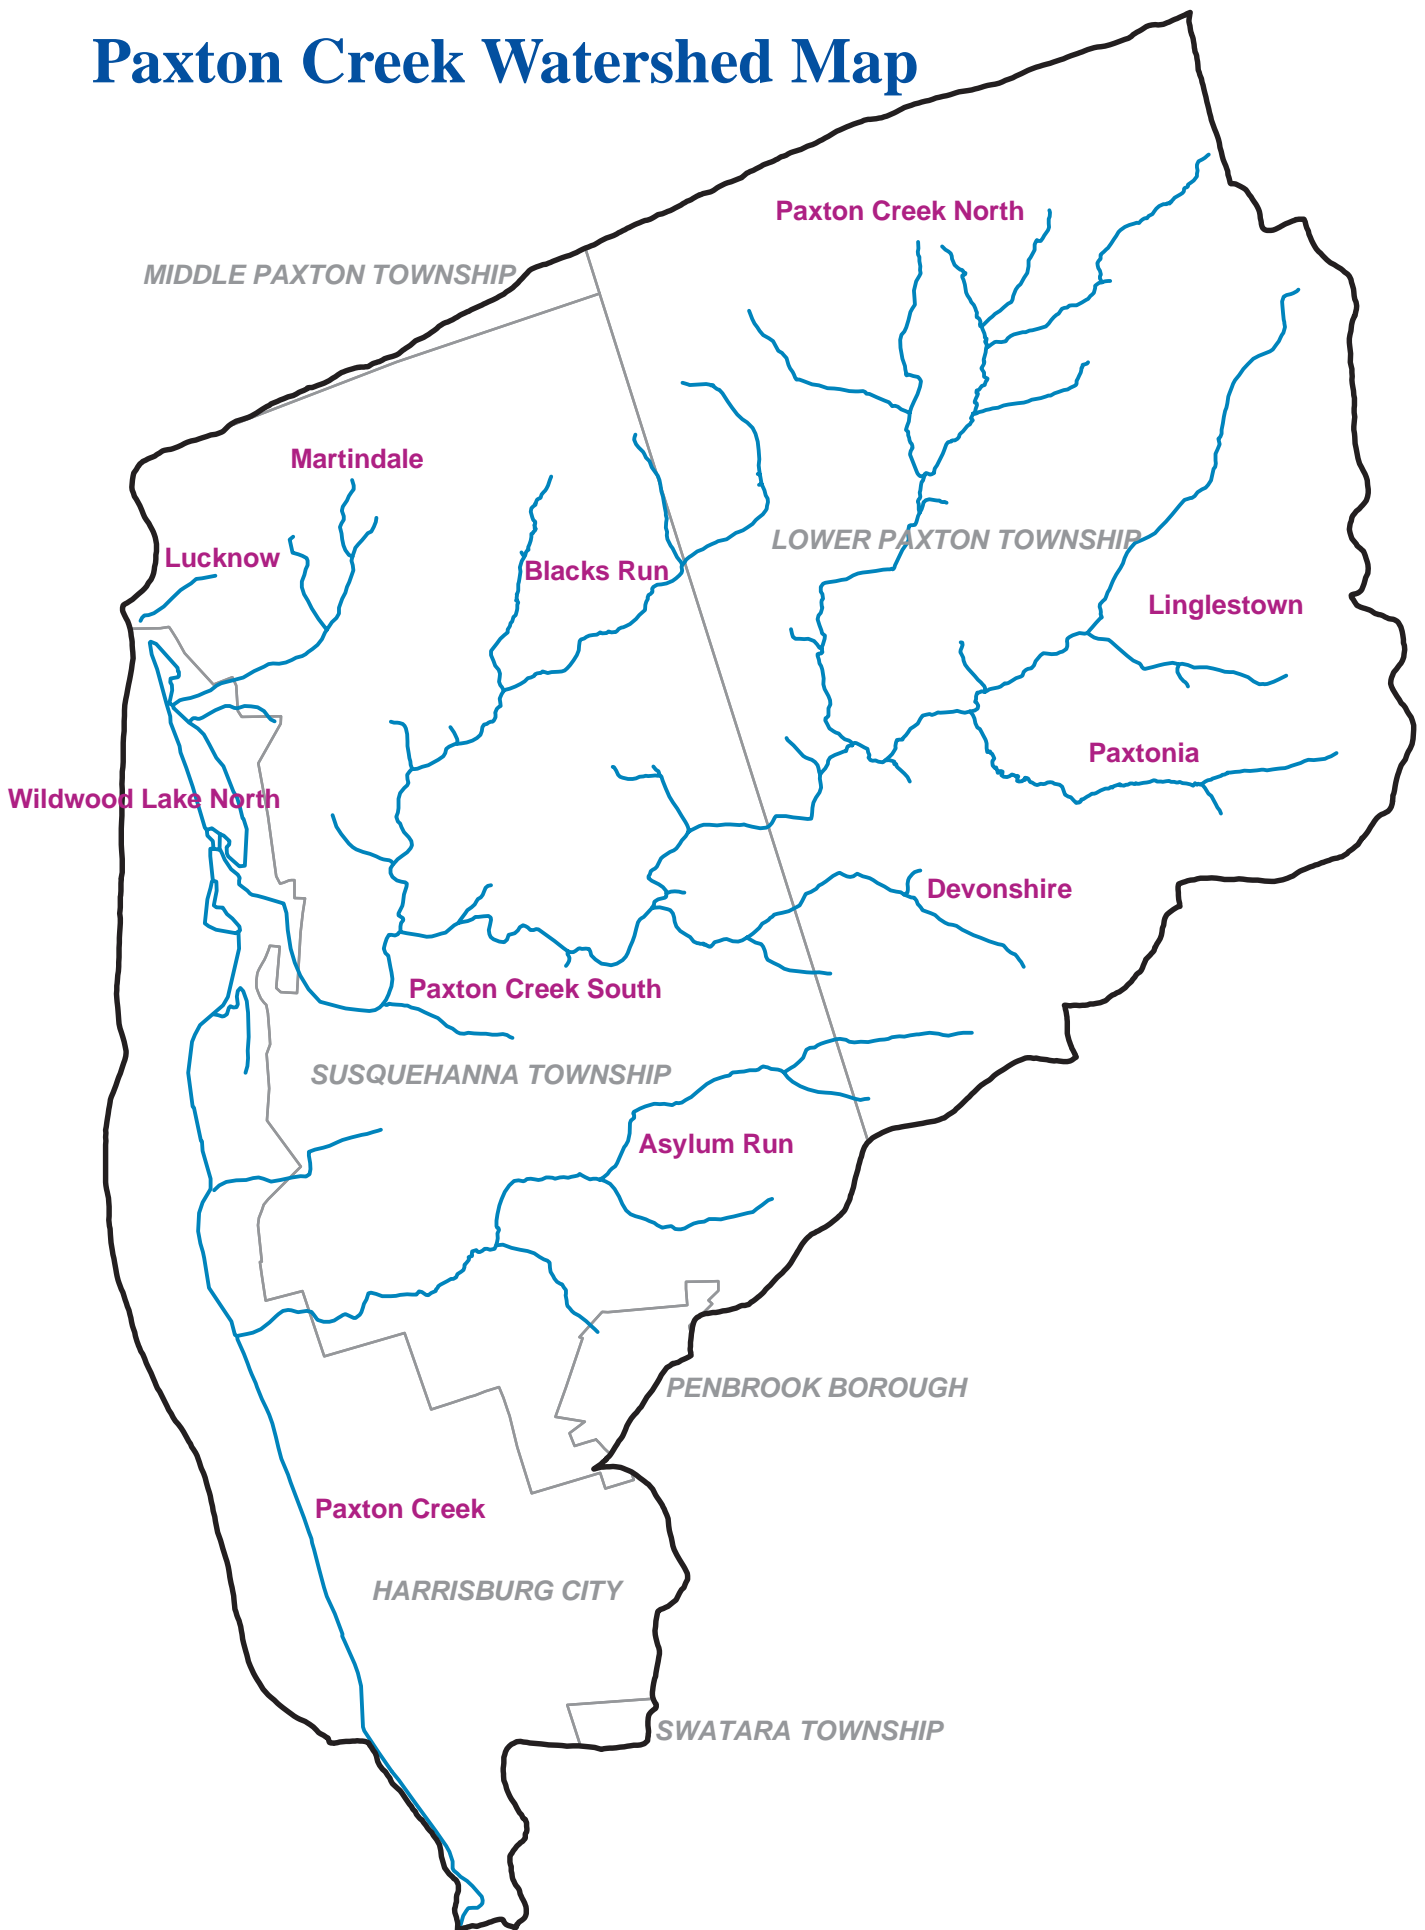 Paxton Creek Watershed Map
Paxton Creek North
MIDDLE PAXTON TOWNSHIP
Martindale
LOWER PAXTON TOWNSHIP
Lucknow
Blacks Run
Linglestown
Paxtonia
Wildwood Lake North
Devonshire
Paxton Creek South
SUSQUEHANNA TOWNSHIP
Asylum Run
PENBROOK BOROUGH
Paxton Creek
HARRISBURG CITY
SWATARA TOWNSHIP